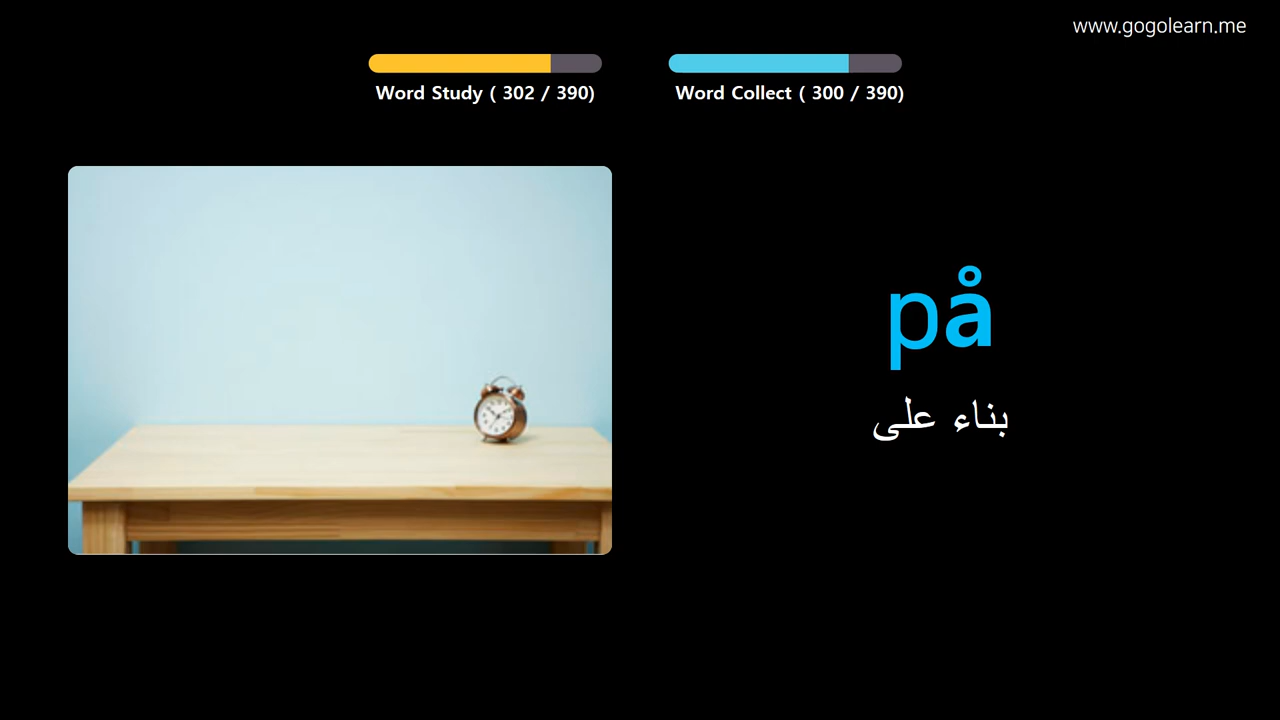 www.gogolearn.me
Word Study ( 302 / 390)
Word Collect ( 300 / 390)
på
بناء على